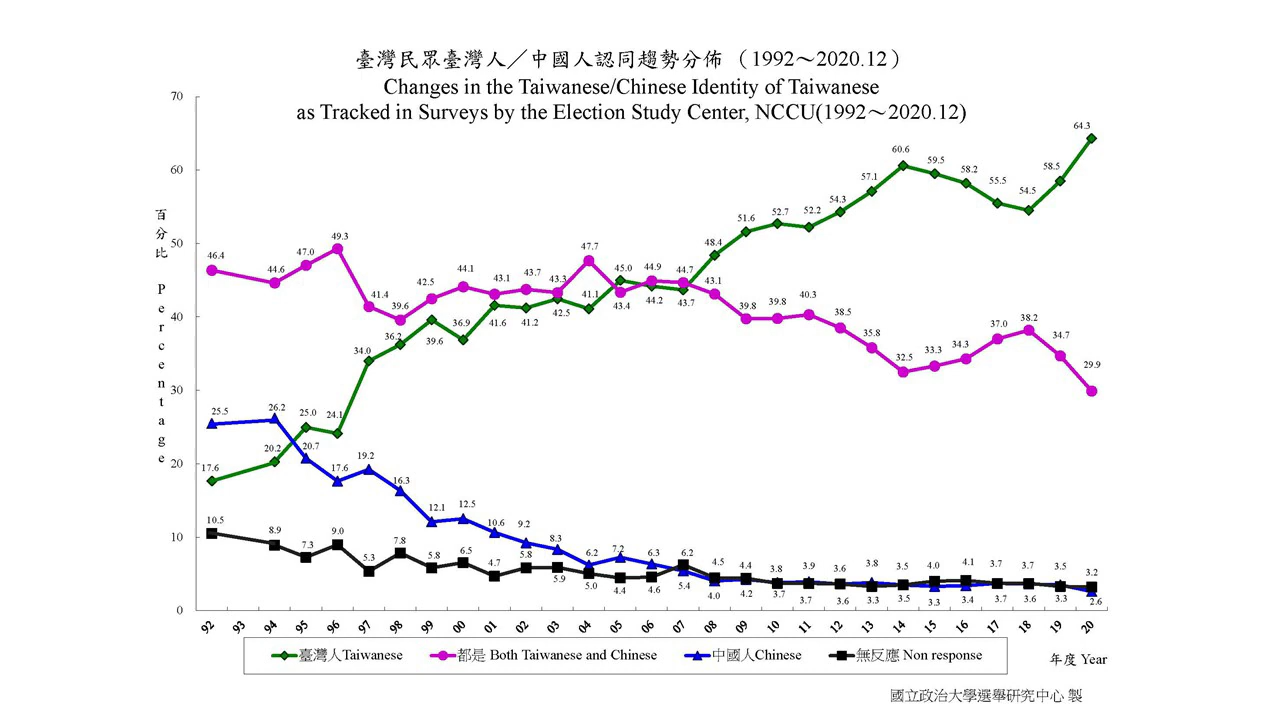 臺灣民眾臺灣人／中國人認同趨勢分佈 （1992～2020.12）
Changes in the Taiwanese/Chinese Identity of Taiwanese
as Tracked in Surveys by the Election Study Center, NCCU(1992～2020.12)
百分比 Percentage
70
60
50
40
30
20
10
0
17.6 20.2 25.0 24.1 34.0 36.2 39.6 36.9 41.6 41.2 42.5 41.1 45.0 44.2 43.7 48.4 51.6 52.7 52.2 54.3 57.1 60.6 59.5 58.2 55.5 54.5 58.5 64.3
46.4 44.6 47.0 49.3 41.4 39.6 42.5 44.1 43.1 43.7 43.3 47.7 43.4 44.9 44.7 43.1 39.8 39.8 40.3 38.5 35.8 32.5 33.3 34.3 37.0 38.2 34.7 29.9
25.5 26.2 20.7 17.6 19.2 16.3 12.1 12.5 10.6 9.2 8.3 6.2 7.2 6.3 5.4 4.0 4.2 3.8 3.9 3.6 3.8 3.5 3.3 3.4 3.7 3.7 3.5 2.6
10.5 8.9 7.3 9.0 5.3 7.8 5.8 6.5 4.7 5.8 5.9 5.0 4.4 4.6 6.2 4.5 4.4 3.7 3.7 3.6 3.3 3.5 4.0 4.1 3.7 3.6 3.3 3.2
92 93 94 95 96 97 98 99 00 01 02 03 04 05 06 07 08 09 10 11 12 13 14 15 16 17 18 19 20
臺灣人Taiwanese 都是 Both Taiwanese and Chinese 中國人Chinese 無反應 Non response
年度 Year
國立政治大學選舉研究中心 製